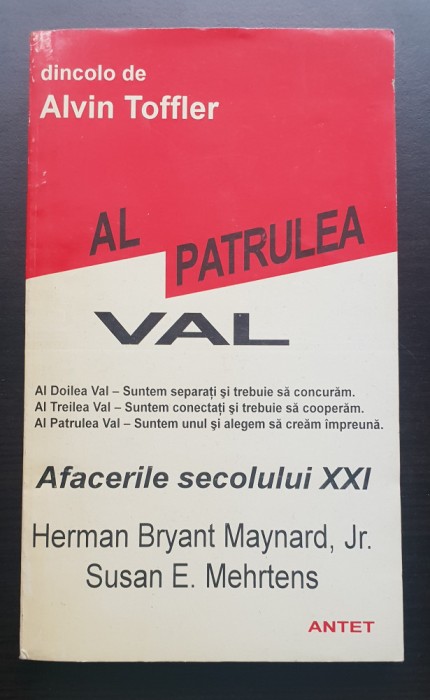 dincolo de
Alvin Toffler
AL PATRULEA
VAL
Al Doilea Val – Suntem separați și trebuie să concurăm.
Al Treilea Val – Suntem conectați și trebuie să cooperăm.
Al Patrulea Val – Suntem unul și alegem să creăm împreună.
Afacerile secolului XXI
Herman Bryant Maynard, Jr.
Susan E. Mehrtens
ANTET